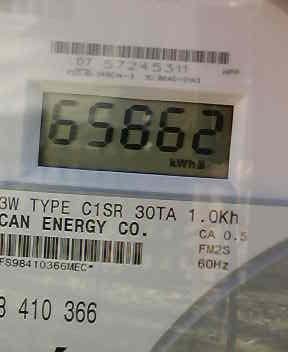 07 57245311
65862
kWh
3W TYPE C1SR 30TA 1.0Kh
CAN ENERGY CO.
CA 0.5
FM2S
FS98410366MEC*
60Hz
8 410 366